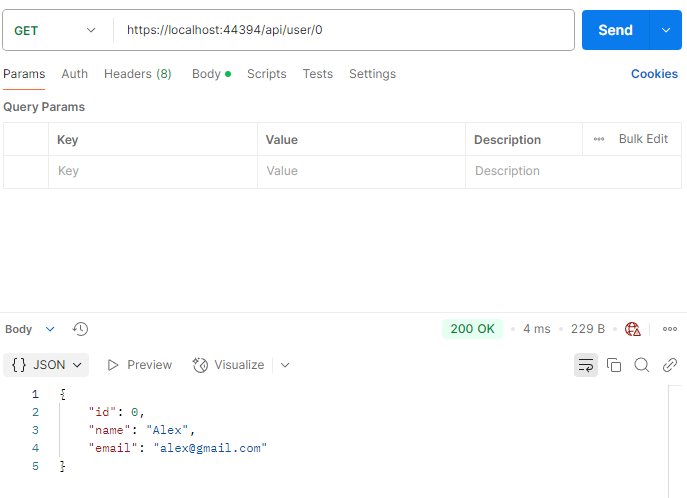 GET https://localhost:44394/api/user/0 Send
Params Auth Headers (8) Body Scripts Tests Settings Cookies
Query Params
Key Value Description Bulk Edit
Key Value Description
Body 200 OK 4 ms 229 B
{} JSON Preview Visualize
1 {
2 "id": 0,
3 "name": "Alex",
4 "email": "alex@gmail.com"
5 }